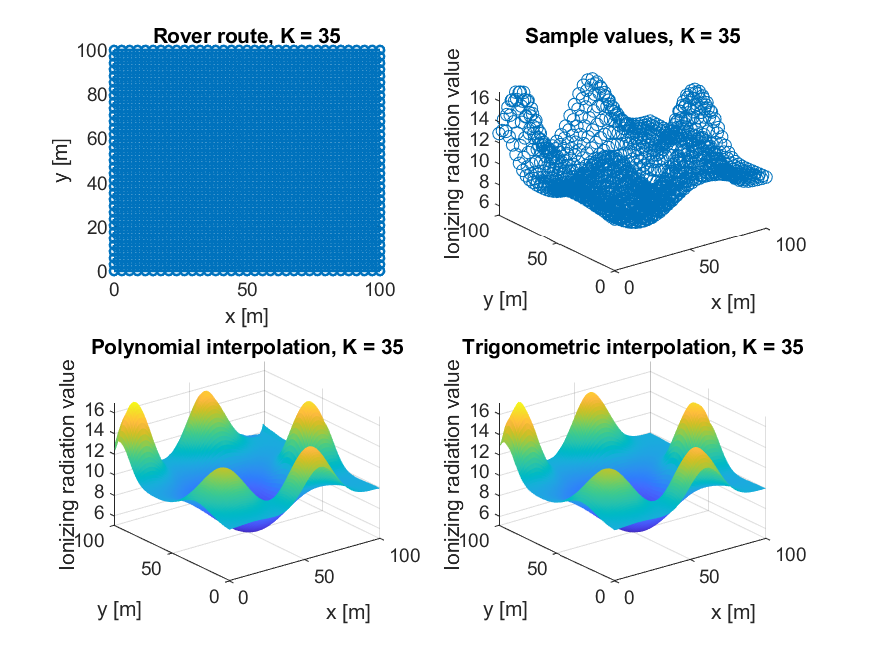 Rover route, K = 35
100
80
60
40
20
0
y [m]
0 50 100
x [m]
Sample values, K = 35
16
14
12
10
8
6
Ionizing radiation value
100
50
0
y [m]
0
50
100
x [m]
Polynomial interpolation, K = 35
16
14
12
10
8
6
Ionizing radiation value
100
50
0
y [m]
0
50
100
x [m]
Trigonometric interpolation, K = 35
16
14
12
10
8
6
Ionizing radiation value
100
50
0
y [m]
0
50
100
x [m]